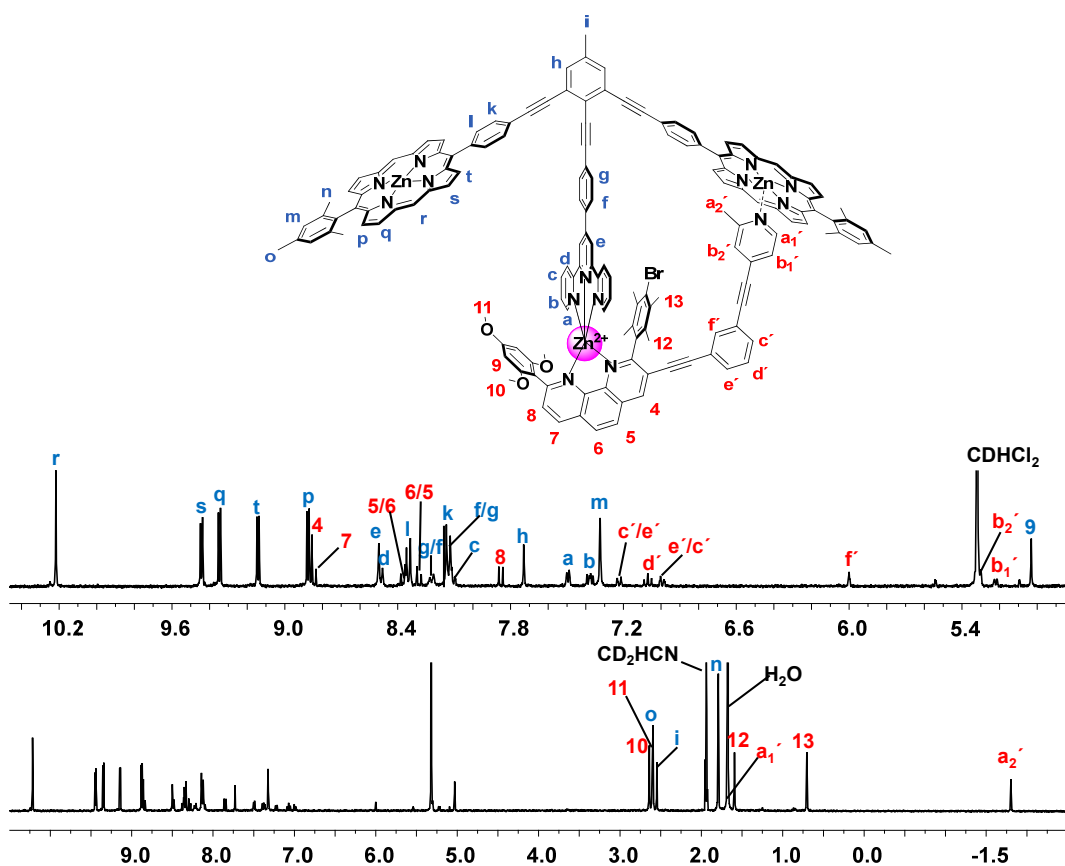 i
h
k
l
n
m
o
Zn
N
N
N
N
t
s
r
q
p
g
f
e
d
c
b
a
N
N
N
Zn
N
N
N
N
a₂´
N
a₁´
b₂´
b₁´
Br
13
12
11
O
O
O
9
10
Zn²⁺
N
N
8
7
6
5
4
f´
c´
d´
e´
r
s
q
t
p
4
7
e
d
5/6
l
6/5
g/f
k
f/g
c
8
h
a
b
m
c´/e´
d´
e´/c´
f´
CDHCl₂
b₂´
b₁´
9
10.2 9.6 9.0 8.4 7.8 7.2 6.6 6.0 5.4
CD₂HCN
n
H₂O
11
10
o
i
12
a₁´
13
a₂´
9.0 8.0 7.0 6.0 5.0 4.0 3.0 2.0 1.0 0.0 -1.5